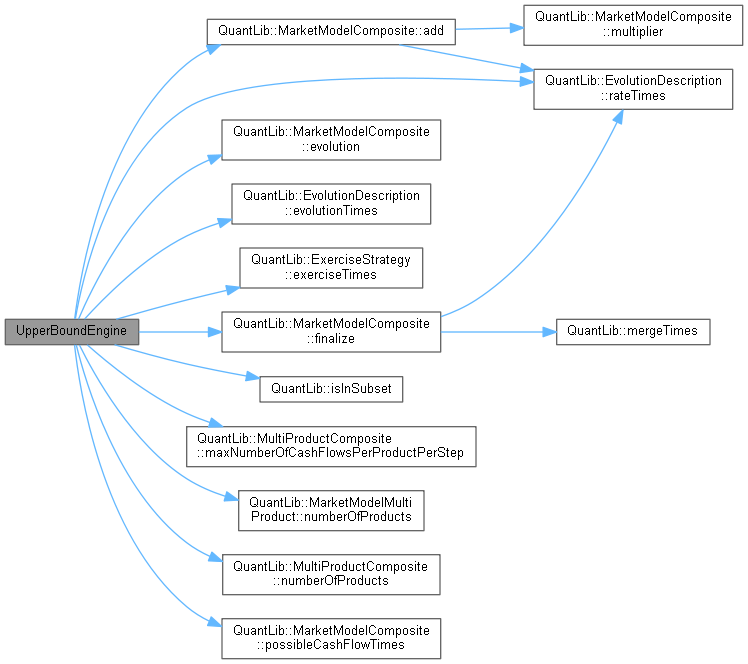 QuantLib::MarketModelComposite::add
QuantLib::MarketModelComposite
::multiplier
QuantLib::EvolutionDescription
::rateTimes
QuantLib::MarketModelComposite
::evolution
QuantLib::EvolutionDescription
::evolutionTimes
QuantLib::ExerciseStrategy
::exerciseTimes
UpperBoundEngine
QuantLib::MarketModelComposite
::finalize
QuantLib::mergeTimes
QuantLib::isInSubset
QuantLib::MultiProductComposite
::maxNumberOfCashFlowsPerProductPerStep
QuantLib::MarketModelMulti
Product::numberOfProducts
QuantLib::MultiProductComposite
::numberOfProducts
QuantLib::MarketModelComposite
::possibleCashFlowTimes